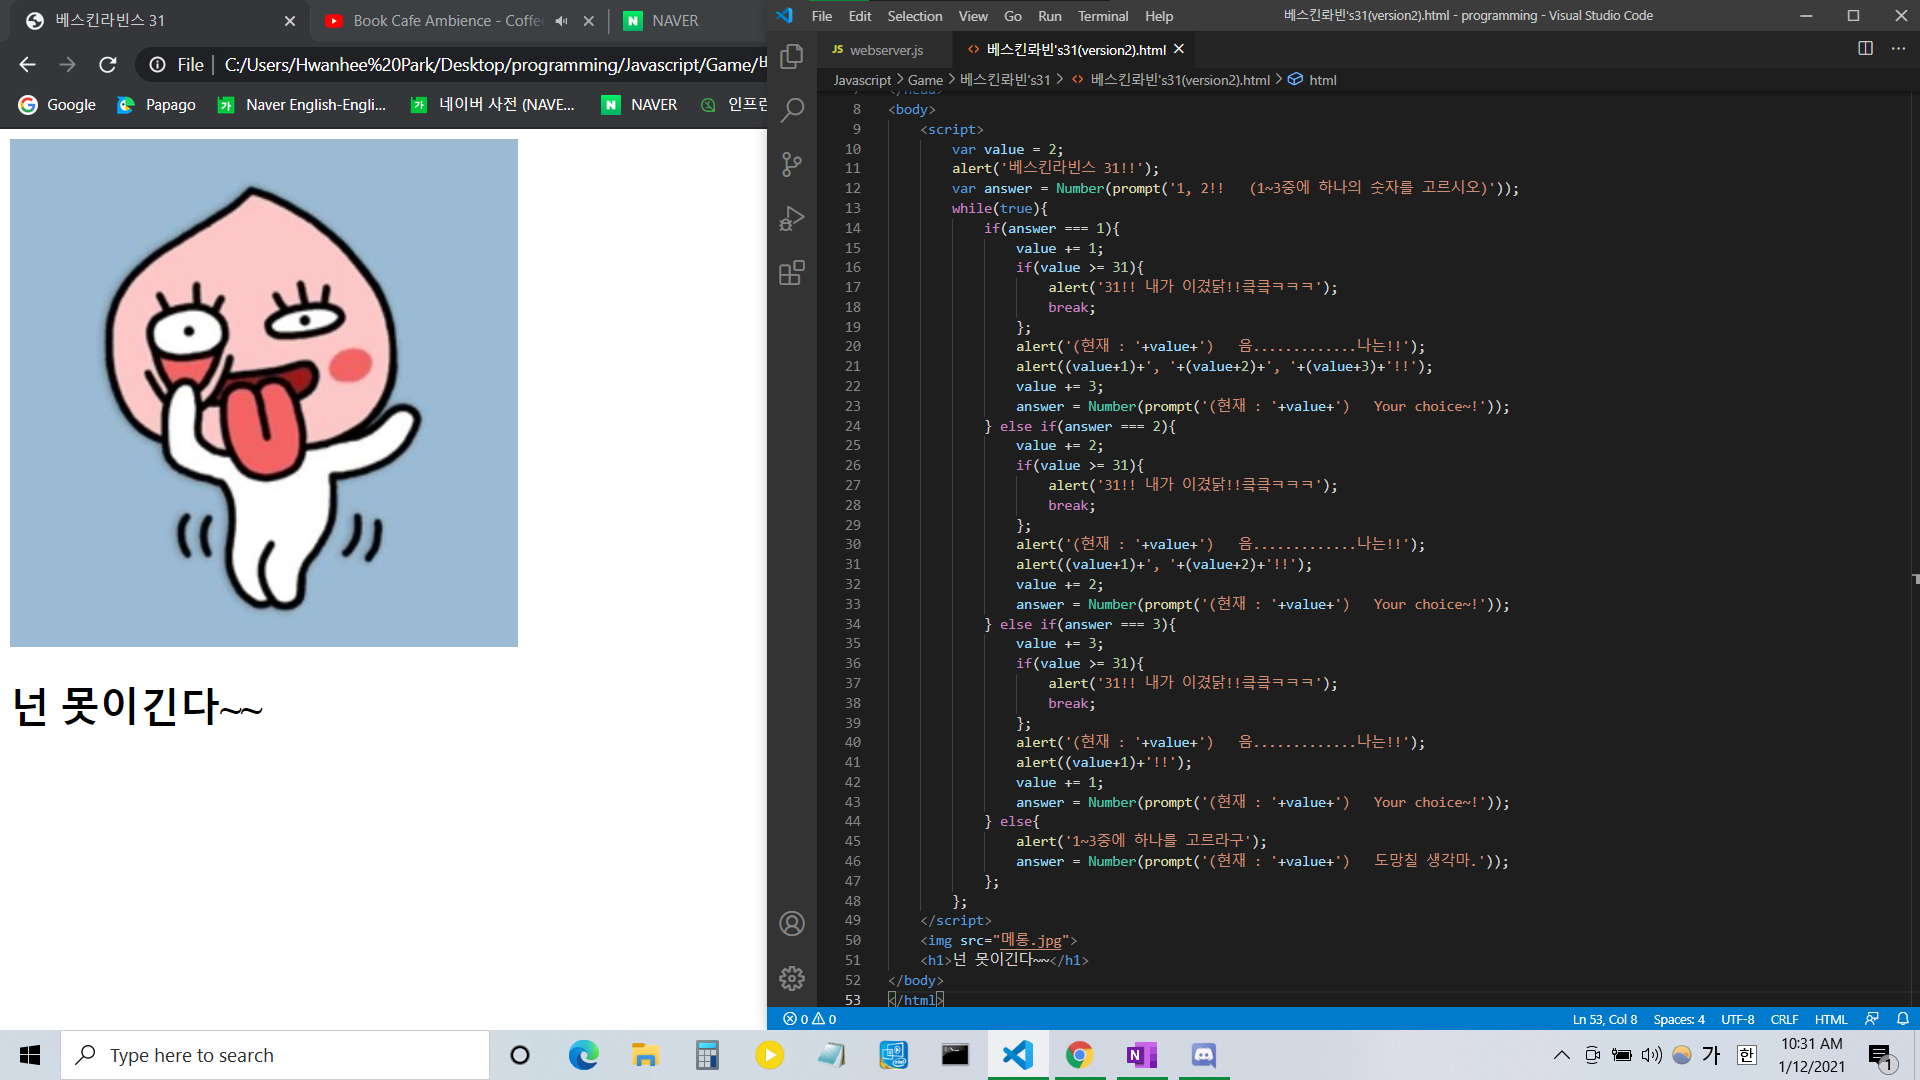 베스킨라빈스 31
Book Cafe Ambience - Coffe
NAVER
File
C:/Users/Hwanhee%20Park/Desktop/programming/Javascript/Game/
Google
Papago
Naver English-Engli...
네이버 사전 (NAVE...
NAVER
인프런
넌 못이긴다~~
File Edit Selection View Go Run Terminal Help
베스킨롸빈's31(version2).html - programming - Visual Studio Code
JS webserver.js
베스킨롸빈's31(version2).html
Javascript > Game > 베스킨롸빈's31 > 베스킨롸빈's31(version2).html > html
7 </head>
8 <body>
9 <script>
10 var value = 2;
11 alert('베스킨라빈스 31!!');
12 var answer = Number(prompt('1, 2!!   (1~3중에 하나의 숫자를 고르시오)'));
13 while(true){
14 if(answer === 1){
15 value += 1;
16 if(value >= 31){
17 alert('31!! 내가 이겼닭!!킄킄ㅋㅋㅋ');
18 break;
19 };
20 alert('(현재 : '+value+')   음.............나는!!');
21 alert((value+1)+', '+(value+2)+', '+(value+3)+'!!');
22 value += 3;
23 answer = Number(prompt('(현재 : '+value+')   Your choice~!'));
24 } else if(answer === 2){
25 value += 2;
26 if(value >= 31){
27 alert('31!! 내가 이겼닭!!킄킄ㅋㅋㅋ');
28 break;
29 };
30 alert('(현재 : '+value+')   음.............나는!!');
31 alert((value+1)+', '+(value+2)+'!!');
32 value += 2;
33 answer = Number(prompt('(현재 : '+value+')   Your choice~!'));
34 } else if(answer === 3){
35 value += 3;
36 if(value >= 31){
37 alert('31!! 내가 이겼닭!!킄킄ㅋㅋㅋ');
38 break;
39 };
40 alert('(현재 : '+value+')   음.............나는!!');
41 alert((value+1)+'!!');
42 value += 1;
43 answer = Number(prompt('(현재 : '+value+')   Your choice~!'));
44 } else{
45 alert('1~3중에 하나를 고르라구');
46 answer = Number(prompt('(현재 : '+value+')   도망칠 생각마.'));
47 };
48 };
49 </script>
50 <img src="메롱.jpg">
51 <h1>넌 못이긴다~~</h1>
52 </body>
53 </html>
0 0
Ln 53, Col 8 Spaces: 4 UTF-8 CRLF HTML
Type here to search
가 한
10:31 AM
1/12/2021
1